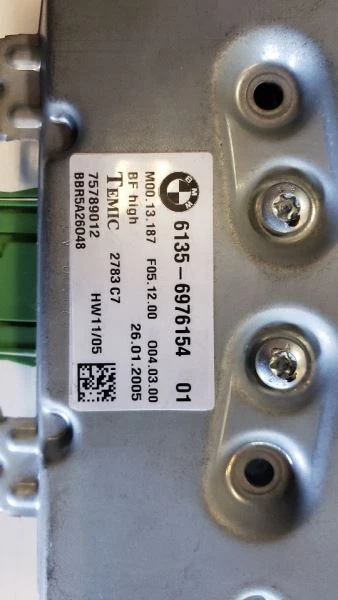 BMW
6135-6976154 01
M00.13.187 F05.12.00 004.03.00
BF high 26.01.2005
TEMIC 2783 C7
75789012 HW11/05
BBR5A26048